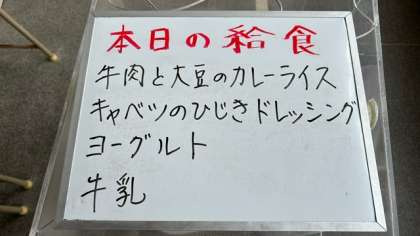 本日の給食
牛肉と大豆のカレーライス
キャベツのひじきドレッシング
ヨーグルト
牛乳